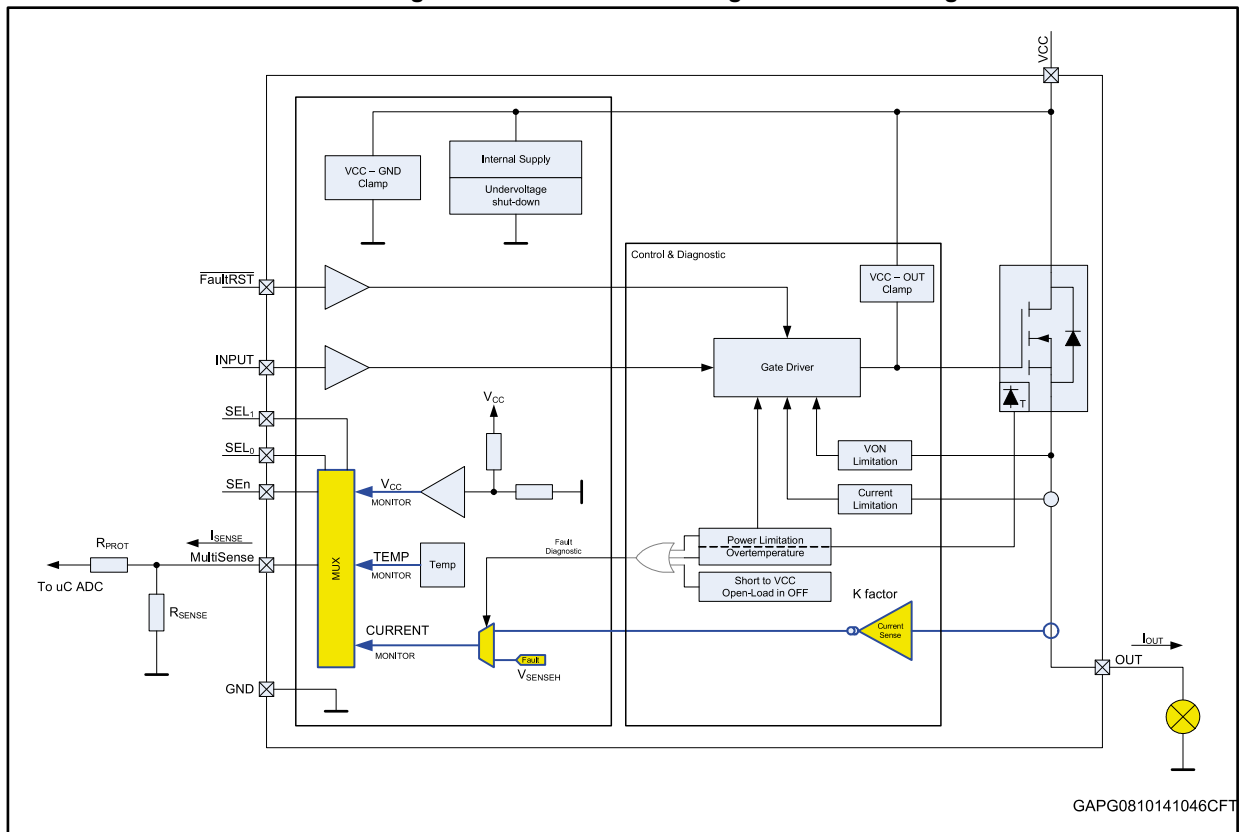 VCC
VCC – GND
Clamp
Internal Supply
Undervoltage
shut-down
Control & Diagnostic
FaultRST
VCC – OUT
Clamp
INPUT
Gate Driver
T
SEL1
VCC
SEL0
VON
Limitation
SEn
VCC
MONITOR
Current
Limitation
RPROT
ISENSE
MultiSense
To uC ADC
RSENSE
MUX
TEMP
MONITOR
Temp
Fault
Diagnostic
Power Limitation
Overtemperature
Short to VCC
Open-Load in OFF
K factor
CURRENT
MONITOR
Current
Sense
Fault
VSENSEH
IOUT
OUT
GND
GAPG0810141046CFT